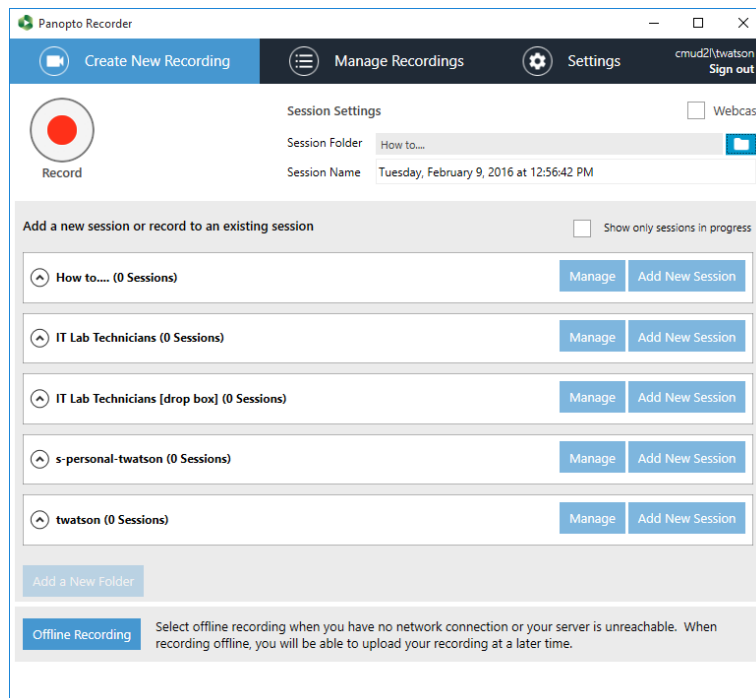 Panopto Recorder
Create New Recording
Manage Recordings
Settings
cmud2l\twatson
Sign out
Record
Session Settings
Webcas
Session Folder
How to....
Session Name
Tuesday, February 9, 2016 at 12:56:42 PM
Add a new session or record to an existing session
Show only sessions in progress
How to.... (0 Sessions)
Manage
Add New Session
IT Lab Technicians (0 Sessions)
Manage
Add New Session
IT Lab Technicians [drop box] (0 Sessions)
Manage
Add New Session
s-personal-twatson (0 Sessions)
Manage
Add New Session
twatson (0 Sessions)
Manage
Add New Session
Add a New Folder
Offline Recording
Select offline recording when you have no network connection or your server is unreachable. When
recording offline, you will be able to upload your recording at a later time.